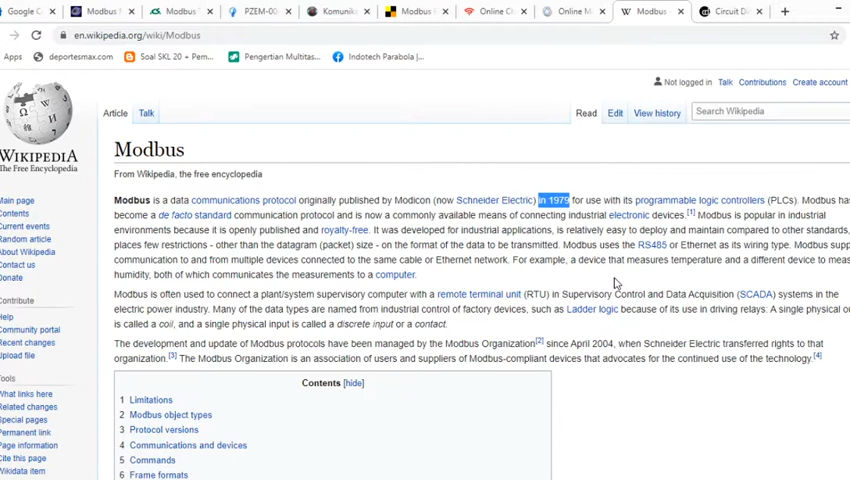 Google C
Modbus M
Modbus T
PZEM-00
Komunik
Modbus F
Online Ch
Online M
Modbus -
Circuit D
en.wikipedia.org/wiki/Modbus
Apps deportesmax.com Soal SKL 20 + Pem... Pengertian Multitas... Indotech Parabola |...
Not logged in Talk Contributions Create account
WIKIPEDIA
The Free Encyclopedia
Article Talk Read Edit View history Search Wikipedia
Modbus
From Wikipedia, the free encyclopedia
Modbus is a data communications protocol originally published by Modicon (now Schneider Electric) in 1979 for use with its programmable logic controllers (PLCs). Modbus has
become a de facto standard communication protocol and is now a commonly available means of connecting industrial electronic devices.[1] Modbus is popular in industrial
environments because it is openly published and royalty-free. It was developed for industrial applications, is relatively easy to deploy and maintain compared to other standards,
places few restrictions - other than the datagram (packet) size - on the format of the data to be transmitted. Modbus uses the RS485 or Ethernet as its wiring type. Modbus supp
communication to and from multiple devices connected to the same cable or Ethernet network. For example, a device that measures temperature and a different device to meas
humidity, both of which communicates the measurements to a computer.
Modbus is often used to connect a plant/system supervisory computer with a remote terminal unit (RTU) in Supervisory Control and Data Acquisition (SCADA) systems in the
electric power industry. Many of the data types are named from industrial control of factory devices, such as Ladder logic because of its use in driving relays: A single physical ou
is called a coil, and a single physical input is called a discrete input or a contact.
The development and update of Modbus protocols have been managed by the Modbus Organization[2] since April 2004, when Schneider Electric transferred rights to that
organization.[3] The Modbus Organization is an association of users and suppliers of Modbus-compliant devices that advocates for the continued use of the technology.[4]
Contents [hide]
1 Limitations
2 Modbus object types
3 Protocol versions
4 Communications and devices
5 Commands
6 Frame formats
Main page
Contents
Current events
Random article
About Wikipedia
Contact us
Donate
Contribute
Help
Community portal
Recent changes
Upload file
Tools
What links here
Related changes
Special pages
Permanent link
Page information
Cite this page
Wikidata item